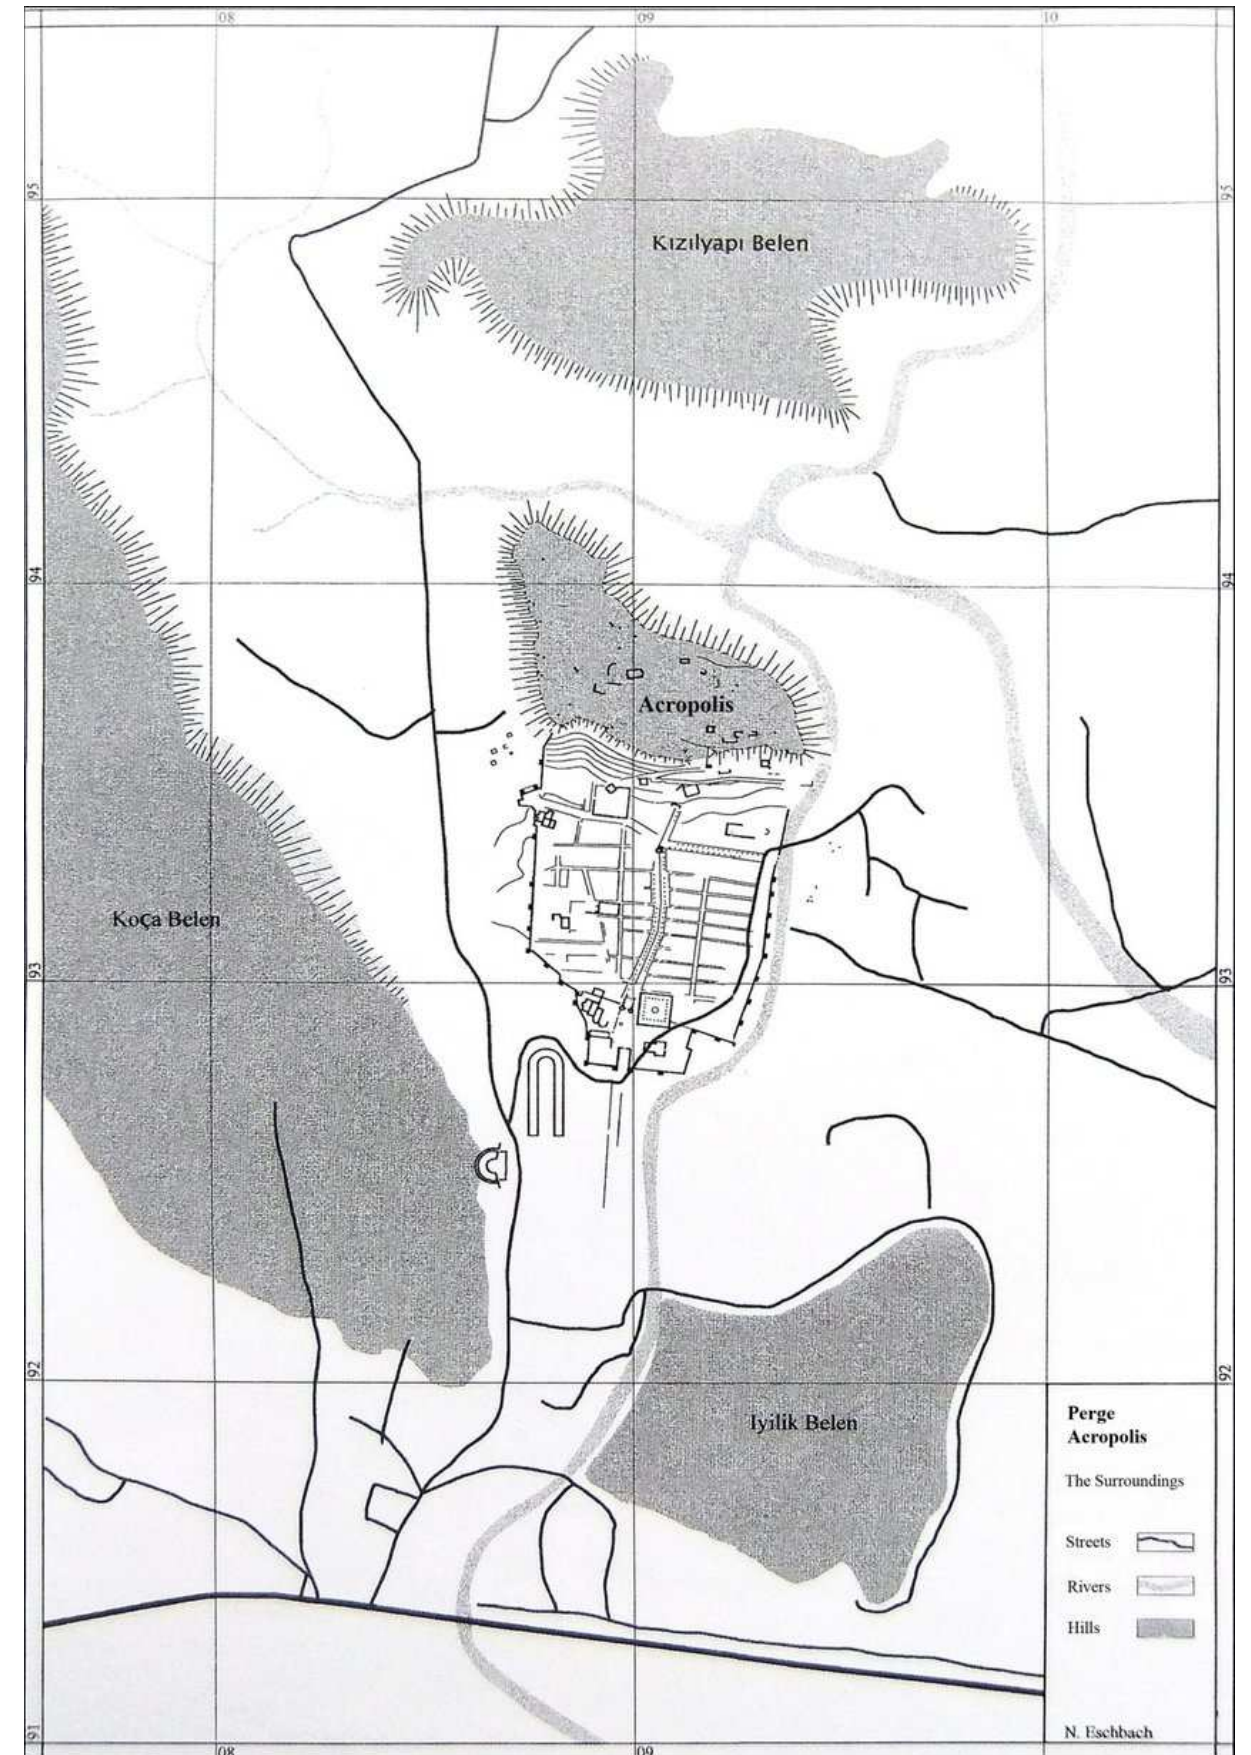 08
09
10
95
95
Kızılyapı Belen
94
94
Acropolis
Koça Belen
93
93
92
92
Iyilik Belen
Perge
Acropolis
The Surroundings
Streets
Rivers
Hills
91
N. Eschbach
08
09